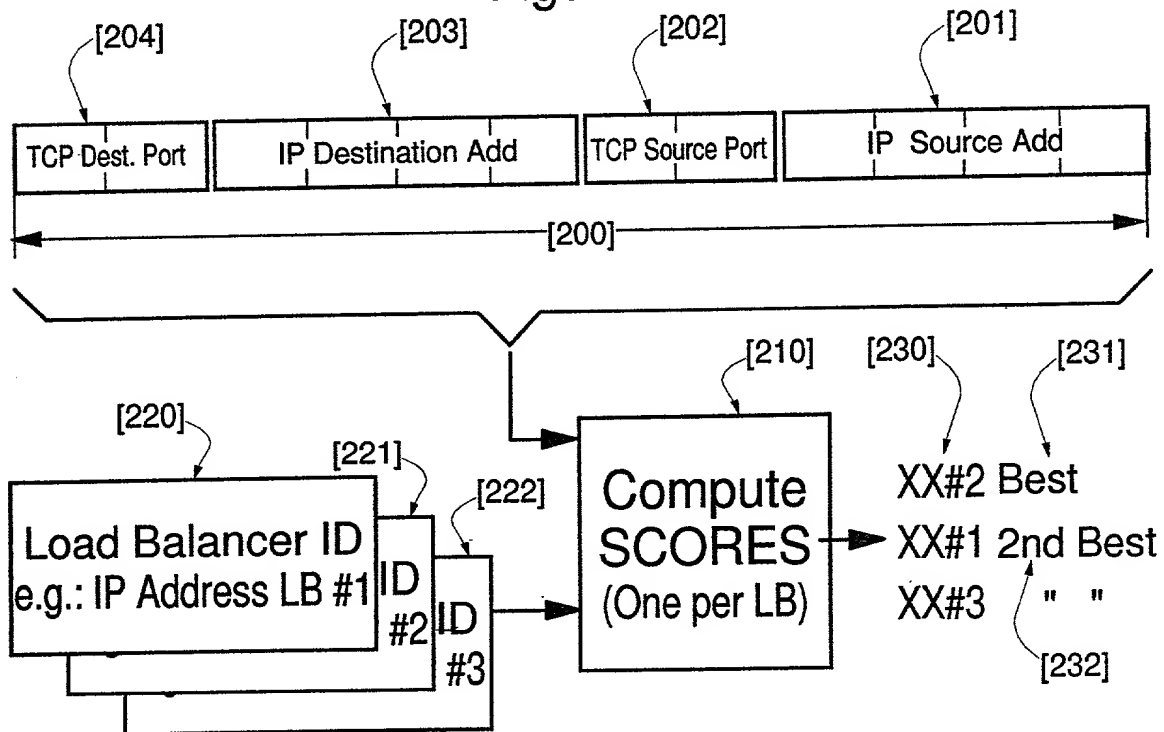 [204] [203] [202] [201]
TCP Dest. Port IP Destination Add TCP Source Port IP Source Add
[200]
[210] [230] [231]
[220]
[221]
[222]
Load Balancer ID
e.g.: IP Address LB #1
ID
#2
ID
#3
Compute
SCORES
(One per LB)
XX#2 Best
XX#1 2nd Best
XX#3 " "
[232]